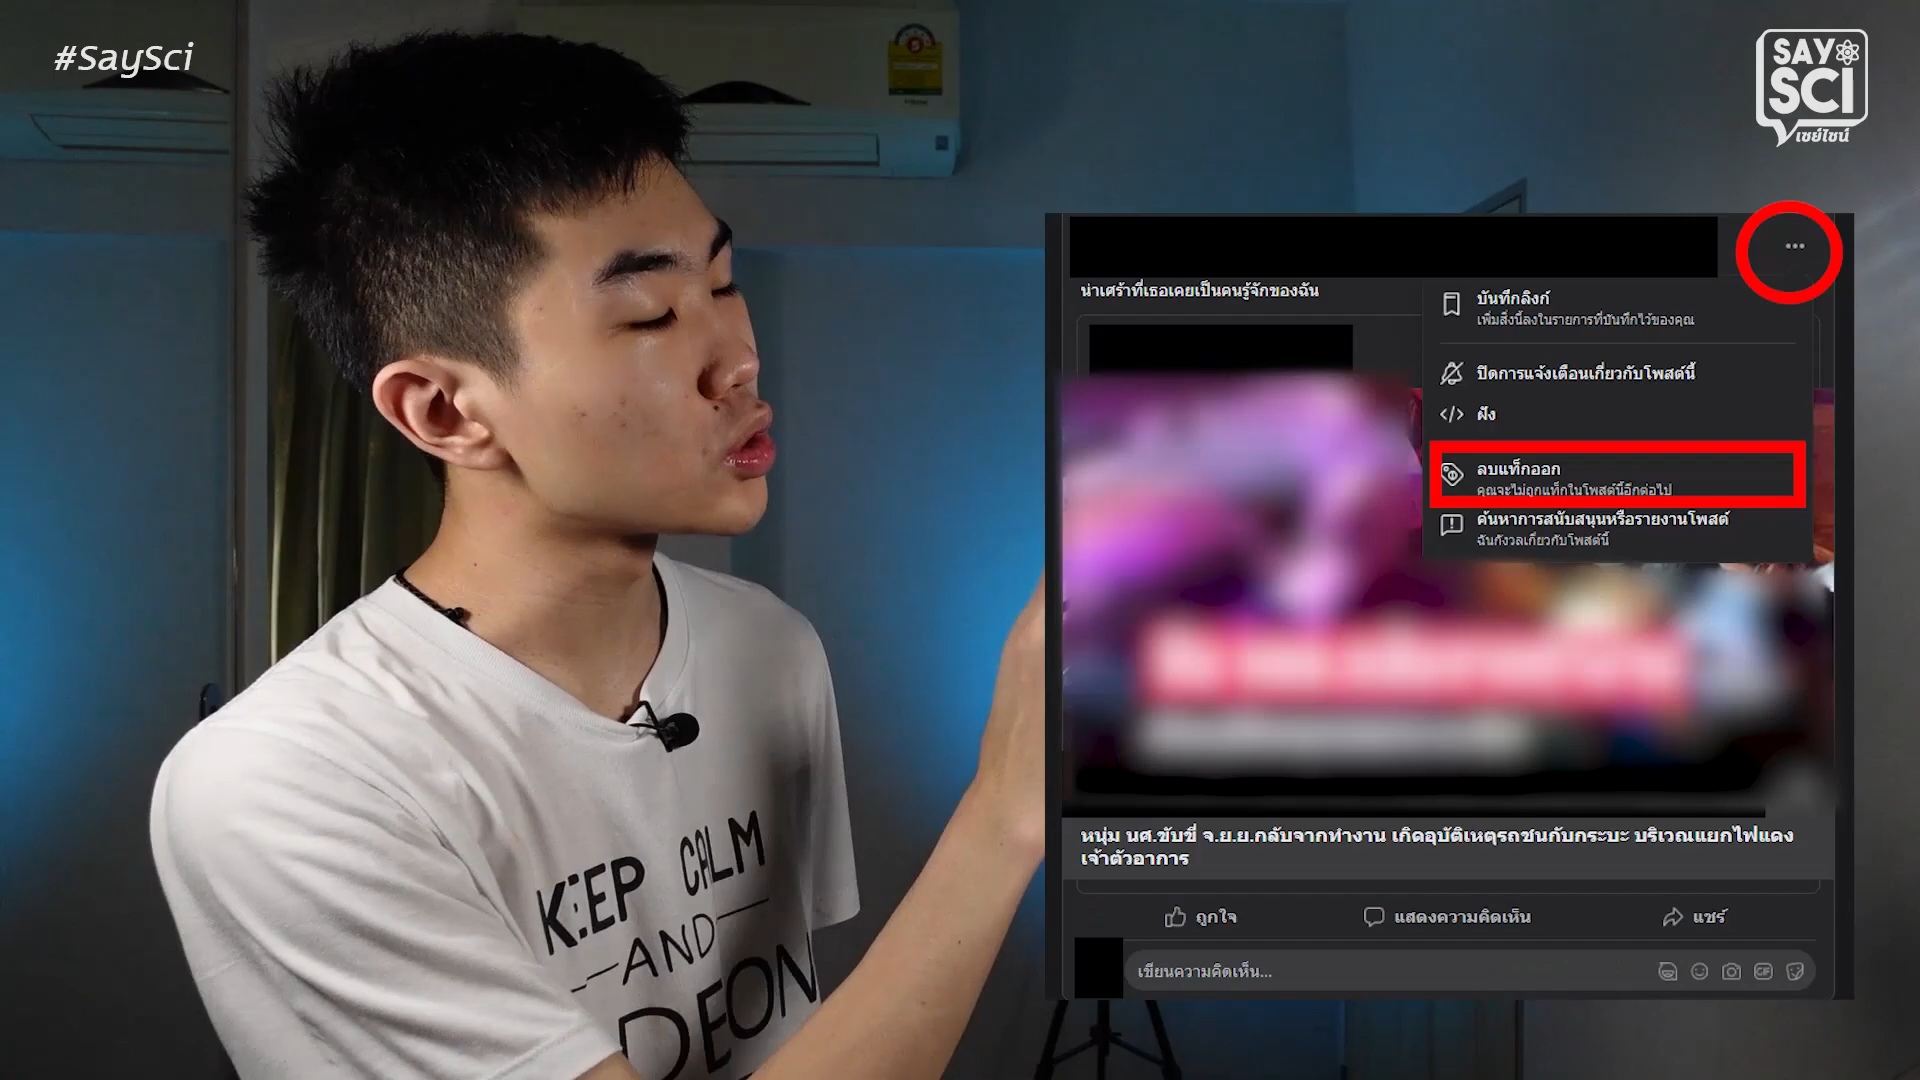 #SaySci
SAY
SCI
เซย์ไซน์
น่าเศร้าที่เธอเคยเป็นคนรู้จักของฉัน
บันทึกลิงก์
เพิ่มสิ่งนี้ลงในรายการที่บันทึกไว้ของคุณ
ปิดการแจ้งเตือนเกี่ยวกับโพสต์นี้
ฝัง
ลบแท็กออก
คุณจะไม่ถูกแท็กในโพสต์นี้อีกต่อไป
ค้นหาการสนับสนุนหรือรายงานโพสต์
ฉันกังวลเกี่ยวกับโพสต์นี้
หนุ่ม นศ.ขับขี่ จ.ย.ย.กลับจากทำงาน เกิดอุบัติเหตุรถชนกับกระบะ บริเวณแยกไฟแดง
เจ้าตัวอาการ
ถูกใจ
แสดงความคิดเห็น
แชร์
เขียนความคิดเห็น...
GIF
KEEP CALM
AND
DEON